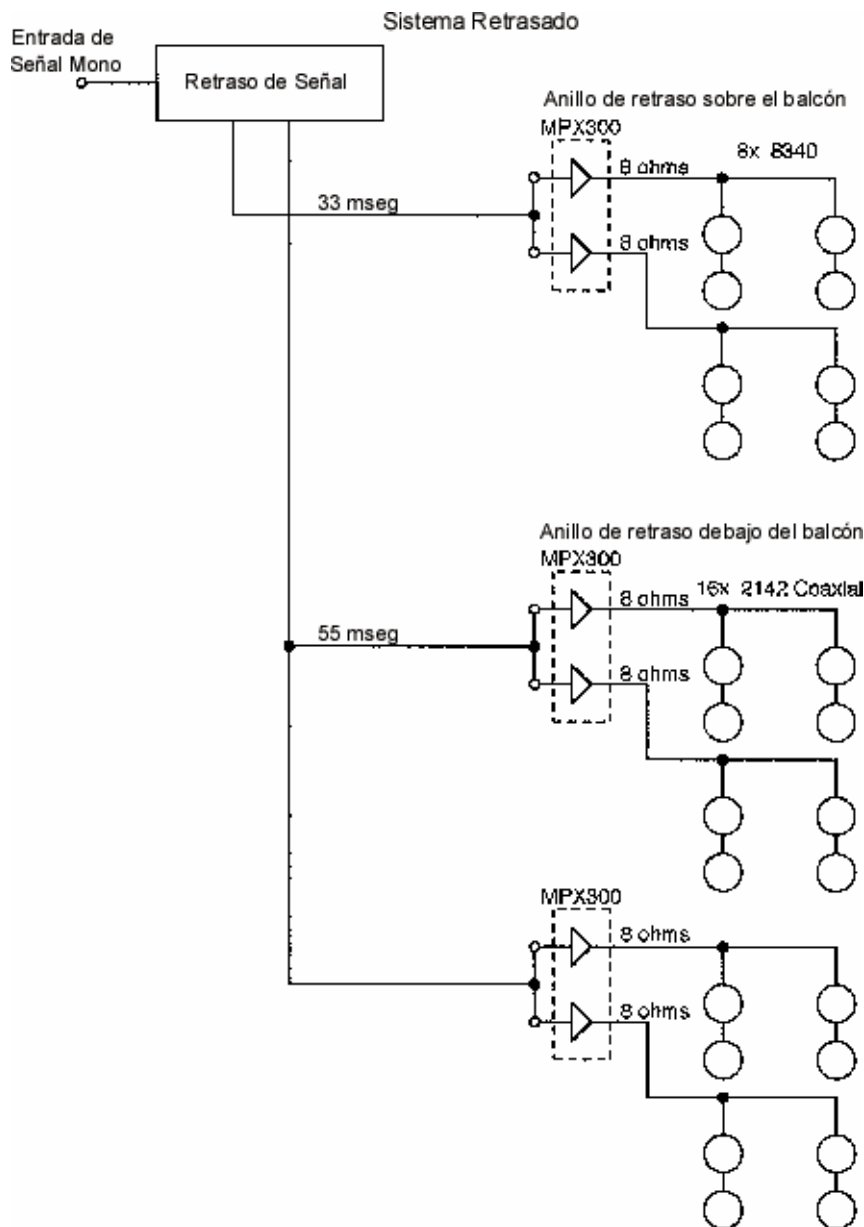 Sistema Retrasado
Entrada de
Señal Mono
Retraso de Señal
Anillo de retraso sobre el balcón
MPX300
8 ohms
8x 8340
33 mseg
8 ohms
Anillo de retraso debajo del balcón
MPX300
8 ohms
16x 2142 Coaxial
55 mseg
8 ohms
MPX300
8 ohms
8 ohms